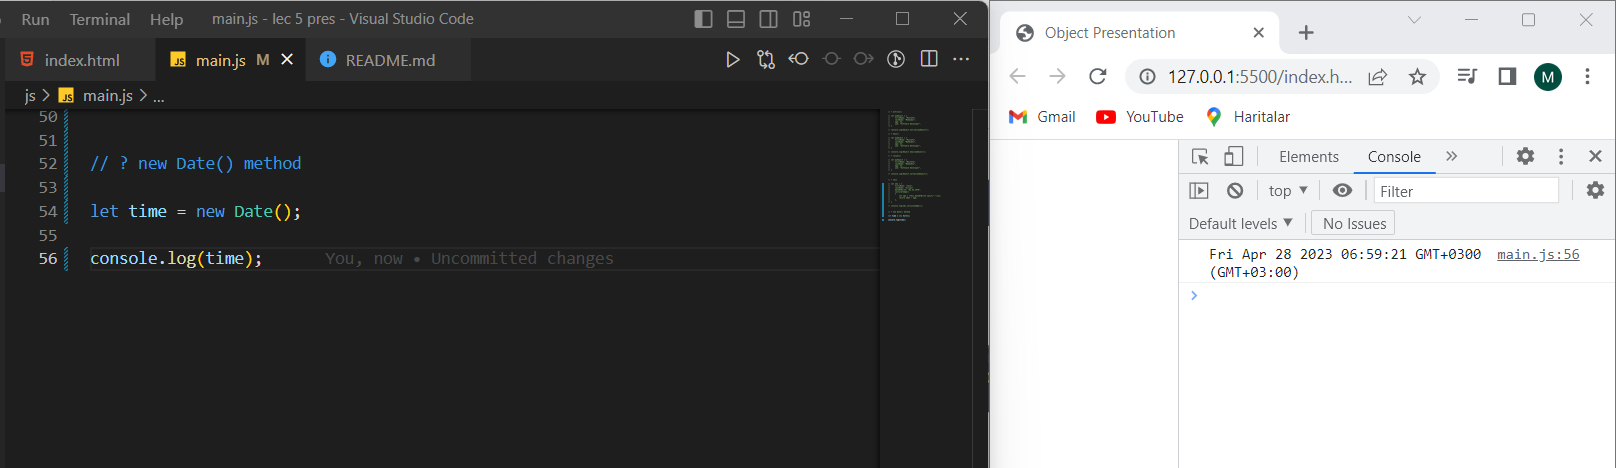 Run Terminal Help main.js - lec 5 pres - Visual Studio Code
index.html main.js M README.md
js > main.js > ...
50
51
52 // ? new Date() method
53
54 let time = new Date();
55
56 console.log(time); You, now • Uncommitted changes
Object Presentation
127.0.0.1:5500/index.h... M
Gmail YouTube Haritalar
Elements Console »
top ▼ Filter
Default levels ▼ No Issues
Fri Apr 28 2023 06:59:21 GMT+0300 main.js:56
(GMT+03:00)
>